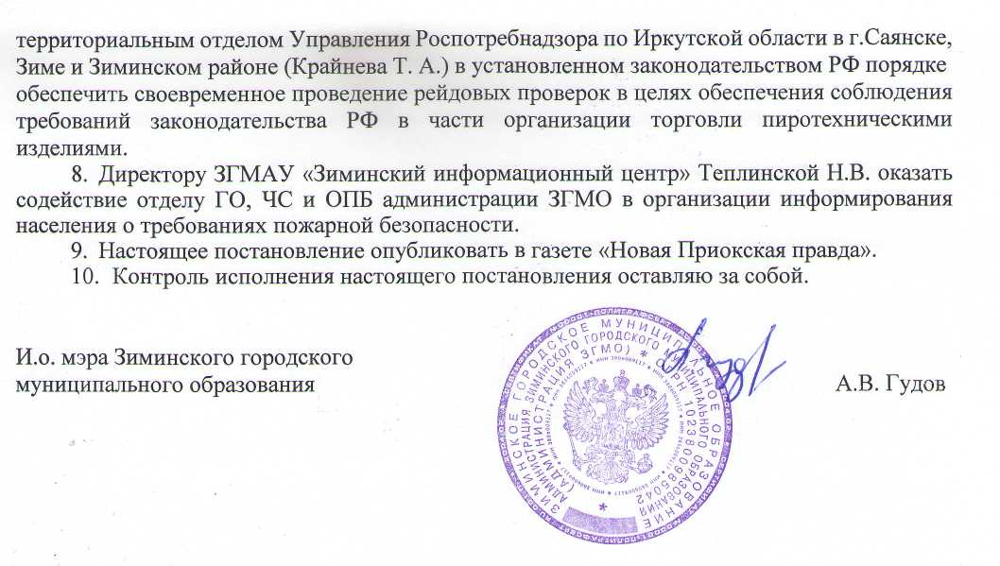 территориальным отделом Управления Роспотребнадзора по Иркутской области в г.Саянске,
Зиме и Зиминском районе (Крайнева Т. А.) в установленном законодательством РФ порядке
обеспечить своевременное проведение рейдовых проверок в целях обеспечения соблюдения
требований законодательства РФ в части организации торговли пиротехническими
изделиями.
8. Директору ЗГМАУ «Зиминский информационный центр» Теплинской Н.В. оказать
содействие отделу ГО, ЧС и ОПБ администрации ЗГМО в организации информирования
населения о требованиях пожарной безопасности.
9. Настоящее постановление опубликовать в газете «Новая Приокская правда».
10. Контроль исполнения настоящего постановления оставляю за собой.
И.о. мэра Зиминского городского
муниципального образования
А.В. Гудов
ЗИМИНСКОЕ ГОРОДСКОЕ МУНИЦИПАЛЬНОЕ ОБРАЗОВАНИЕ
АДМИНИСТРАЦИЯ ЗИМИНСКОГО ГОРОДСКОГО МУНИЦИПАЛЬНОГО ОБРАЗОВАНИЯ
(АДМИНИСТРАЦИЯ ЗГМО) * ОГРН 1023800985042